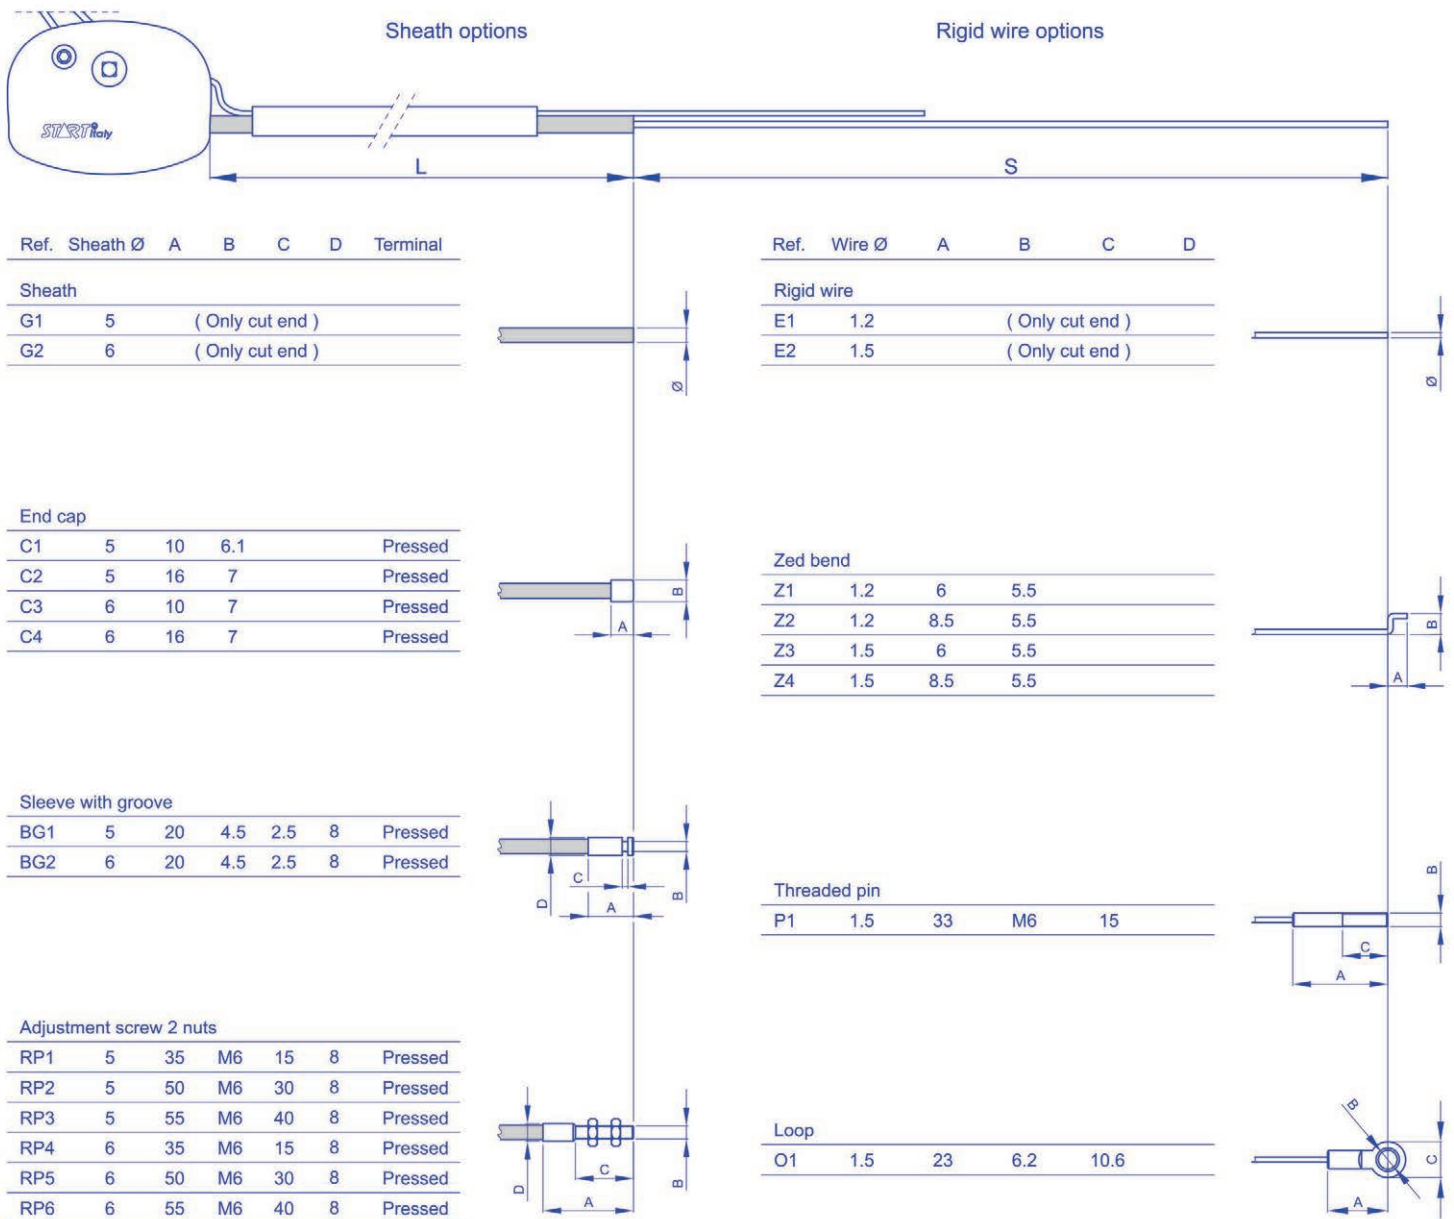 Sheath options
Rigid wire options
START italy
L
S
Ref. Sheath Ø A B C D Terminal
Sheath
G1 5 ( Only cut end )
G2 6 ( Only cut end )
Ø
End cap
C1 5 10 6.1 Pressed
C2 5 16 7 Pressed
C3 6 10 7 Pressed
C4 6 16 7 Pressed
B
A
Sleeve with groove
BG1 5 20 4.5 2.5 8 Pressed
BG2 6 20 4.5 2.5 8 Pressed
C
D
A
B
Adjustment screw 2 nuts
RP1 5 35 M6 15 8 Pressed
RP2 5 50 M6 30 8 Pressed
RP3 5 55 M6 40 8 Pressed
RP4 6 35 M6 15 8 Pressed
RP5 6 50 M6 30 8 Pressed
RP6 6 55 M6 40 8 Pressed
C
D
A
B
Ref. Wire Ø A B C D
Rigid wire
E1 1.2 ( Only cut end )
E2 1.5 ( Only cut end )
Ø
Zed bend
Z1 1.2 6 5.5
Z2 1.2 8.5 5.5
Z3 1.5 6 5.5
Z4 1.5 8.5 5.5
B
A
Threaded pin
P1 1.5 33 M6 15
B
C
A
Loop
O1 1.5 23 6.2 10.6
B
C
A